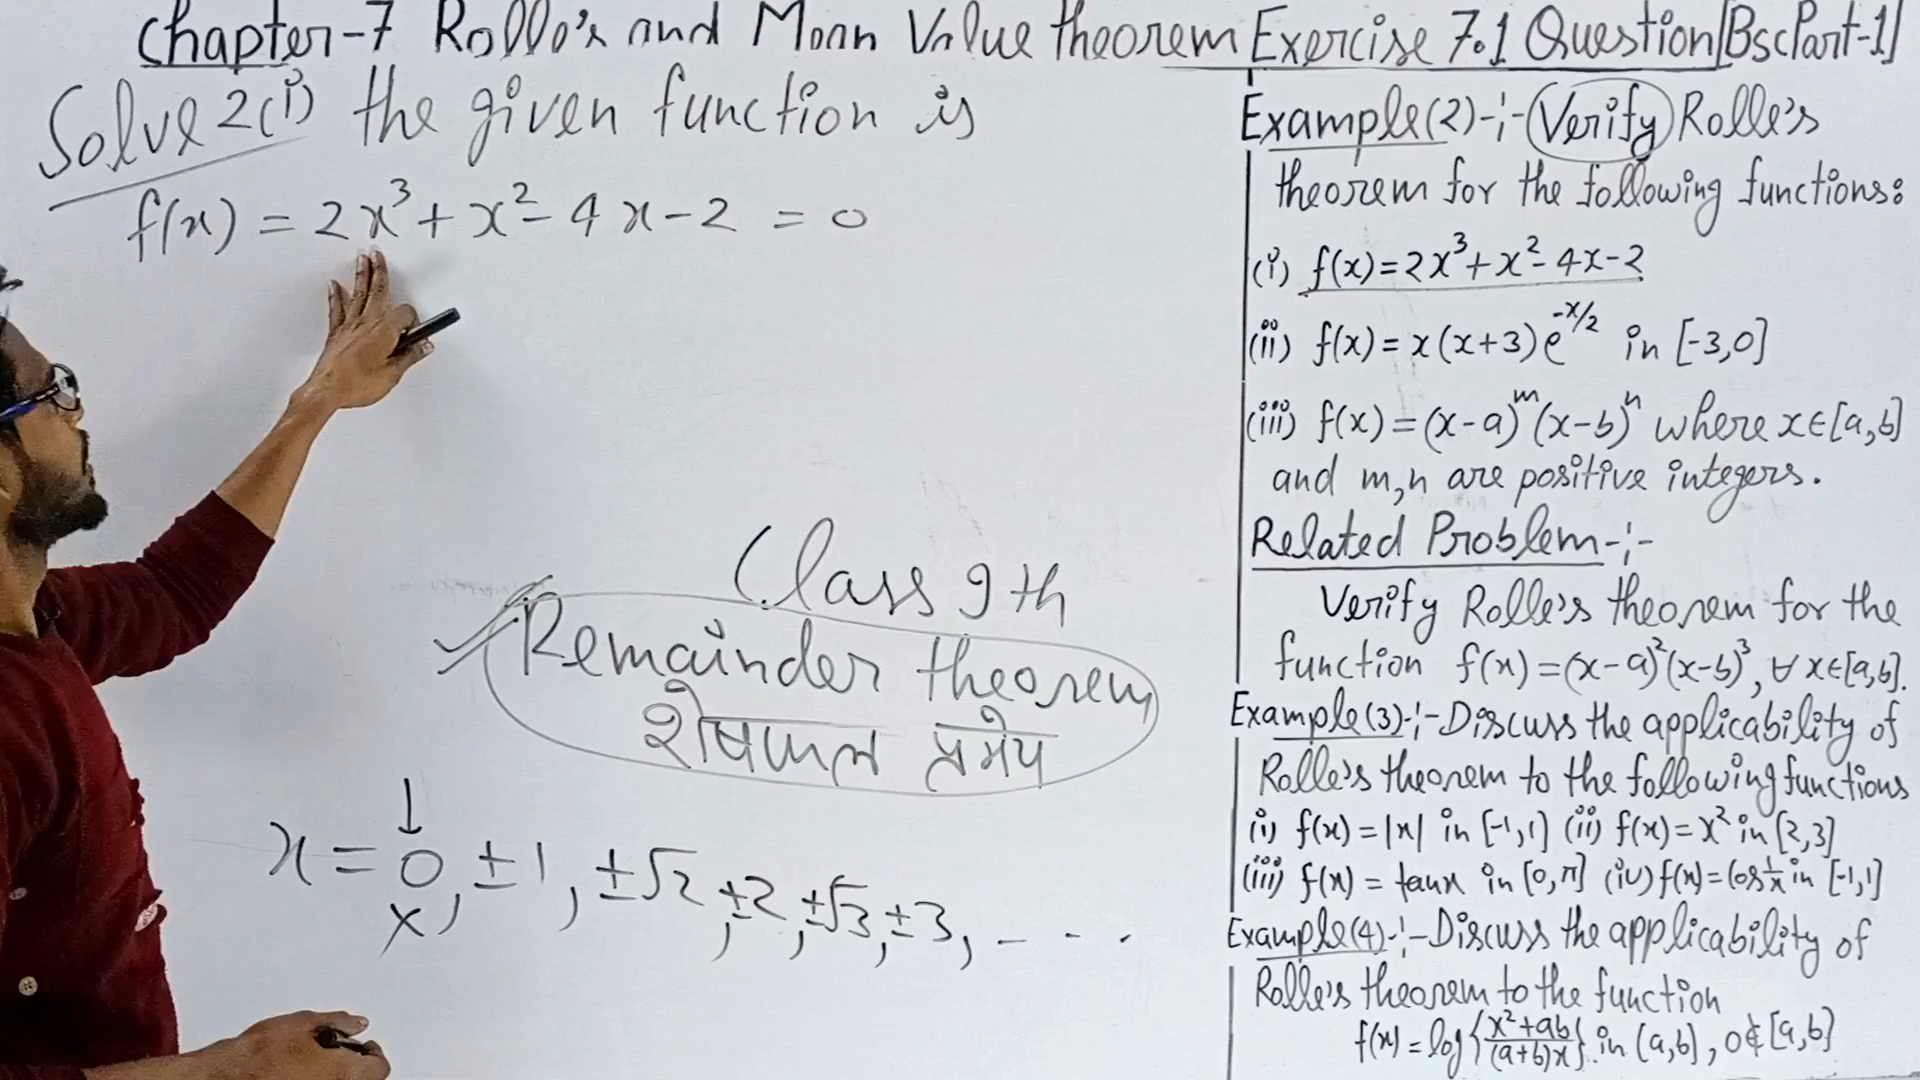 Chapter-7 Rolle's and Mean Value theorem Exercise 7.1 Question[BscPart-1]
Solve 2(i) the given function is
f(x) = 2x³ + x² - 4x - 2 = 0
Class 9th
Remainder theorem
शेषफल प्रमेय
x = 0, ±1, ±√2, ±2, ±√3, ±3, - - -
×
Example(2)-:- Verify Rolle's
theorem for the following functions:
(i) f(x) = 2x³ + x² - 4x - 2
(ii) f(x) = x(x+3)e^(-x/2) in [-3,0]
(iii) f(x) = (x-a)^m (x-b)^n where x∈[a,b]
and m,n are positive integers.
Related Problem-:-
Verify Rolle's theorem for the
function f(x) = (x-a)²(x-b)³, ∀ x∈[a,b].
Example(3)-:- Discuss the applicability of
Rolle's theorem to the following functions
(i) f(x) = |x| in [-1,1] (ii) f(x) = x² in [2,3]
(iii) f(x) = tanx in [0,π] (iv) f(x) = cos 1/x in [-1,1]
Example(4)-:- Discuss the applicability of
Rolle's theorem to the function
f(x) = log{(x²+ab)/((a+b)x)} in (a,b), 0∉[a,b]